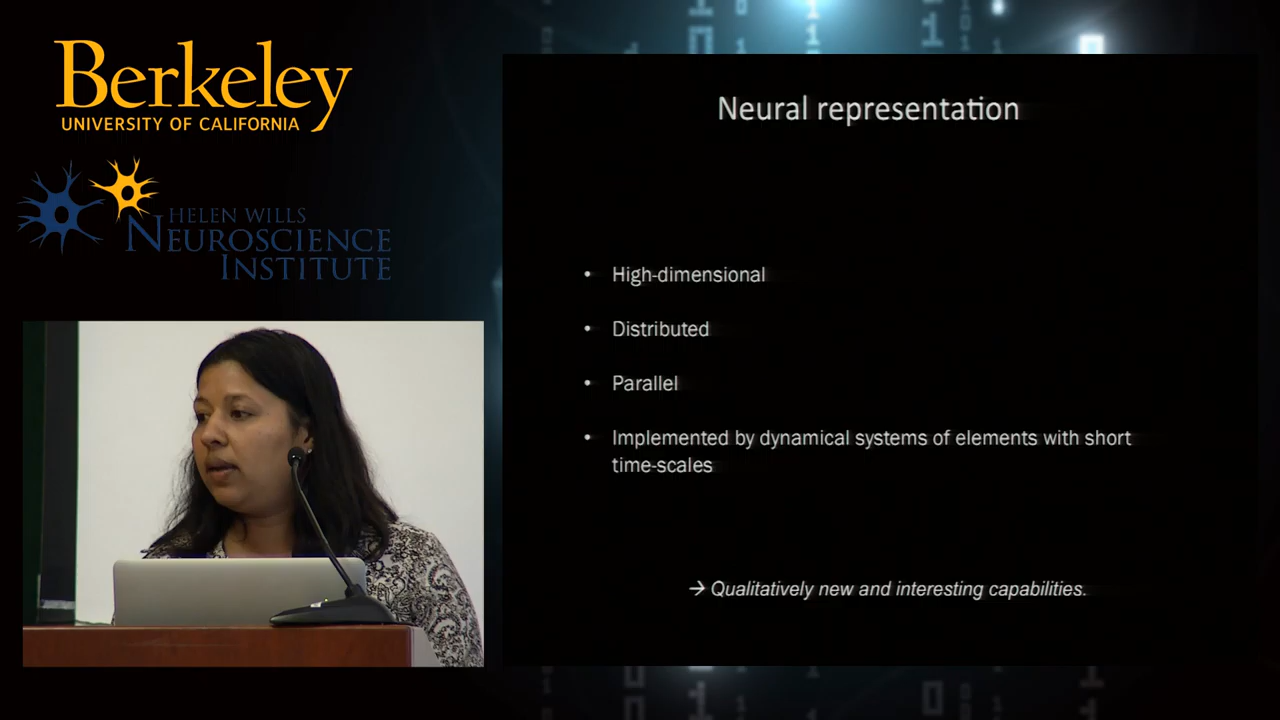 Berkeley
UNIVERSITY OF CALIFORNIA
HELEN WILLS
NEUROSCIENCE
INSTITUTE
Neural representation
• High-dimensional
• Distributed
• Parallel
• Implemented by dynamical systems of elements with short
time-scales
→ Qualitatively new and interesting capabilities.